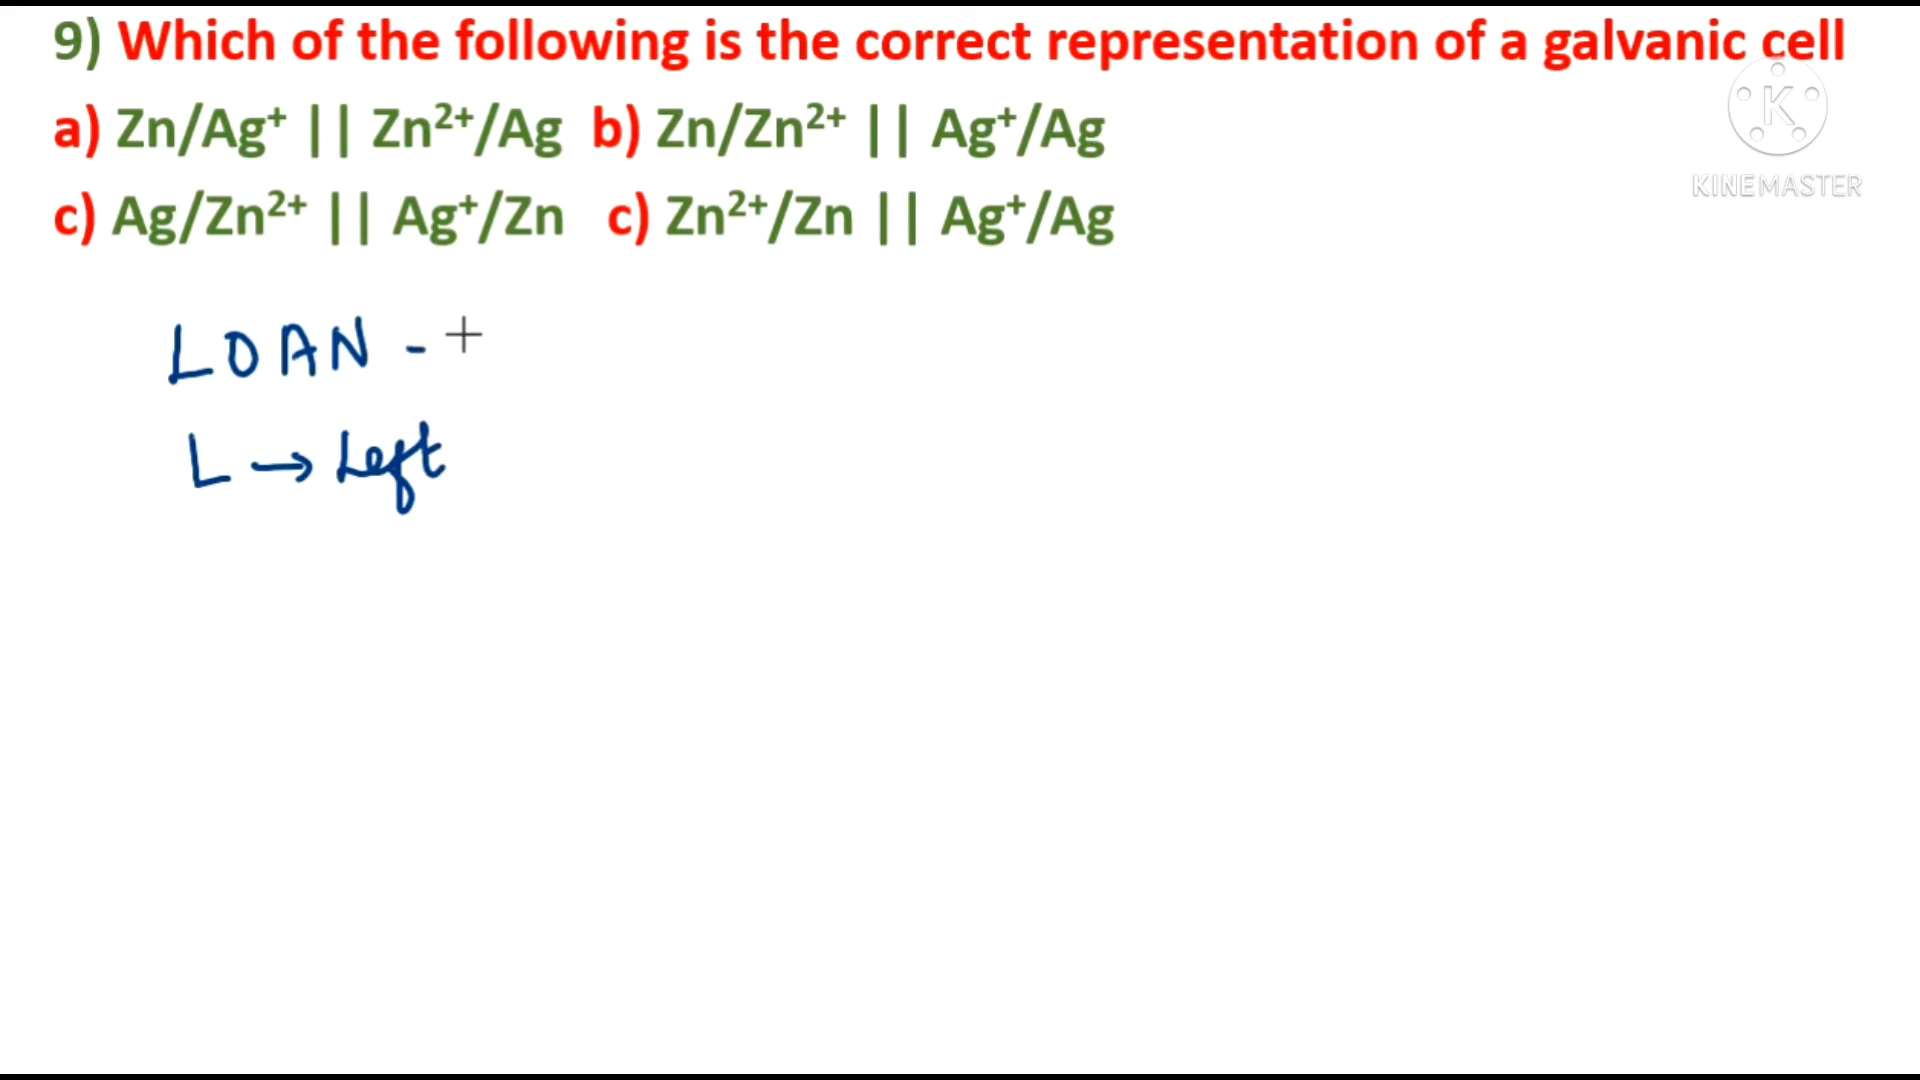 9) Which of the following is the correct representation of a galvanic cell
a) Zn/Ag⁺ || Zn²⁺/Ag b) Zn/Zn²⁺ || Ag⁺/Ag
c) Ag/Zn²⁺ || Ag⁺/Zn c) Zn²⁺/Zn || Ag⁺/Ag
K
KINEMASTER
LOAN -
L → Left